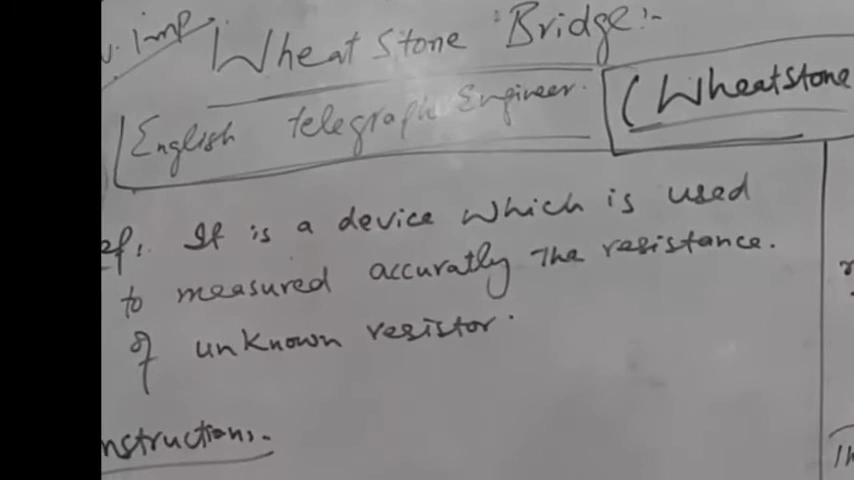 v. Imp
Wheat Stone Bridge:-
English telegraph Engineer. (Wheatstone
ef:. It is a device which is used
to measured accuratly The resistance.
of unknown resistor.
nstruction:-